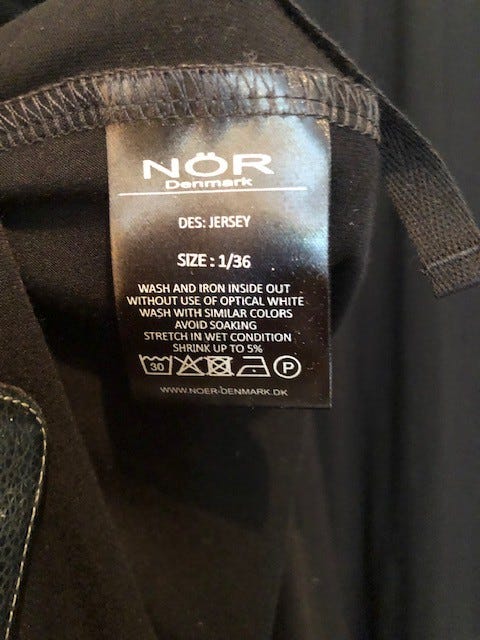 NÖR
Denmark
DES: JERSEY
SIZE : 1/36
WASH AND IRON INSIDE OUT
WITHOUT USE OF OPTICAL WHITE
WASH WITH SIMILAR COLORS
AVOID SOAKING
STRETCH IN WET CONDITION
SHRINK UP TO 5%
30 P
WWW.NOER-DENMARK.DK